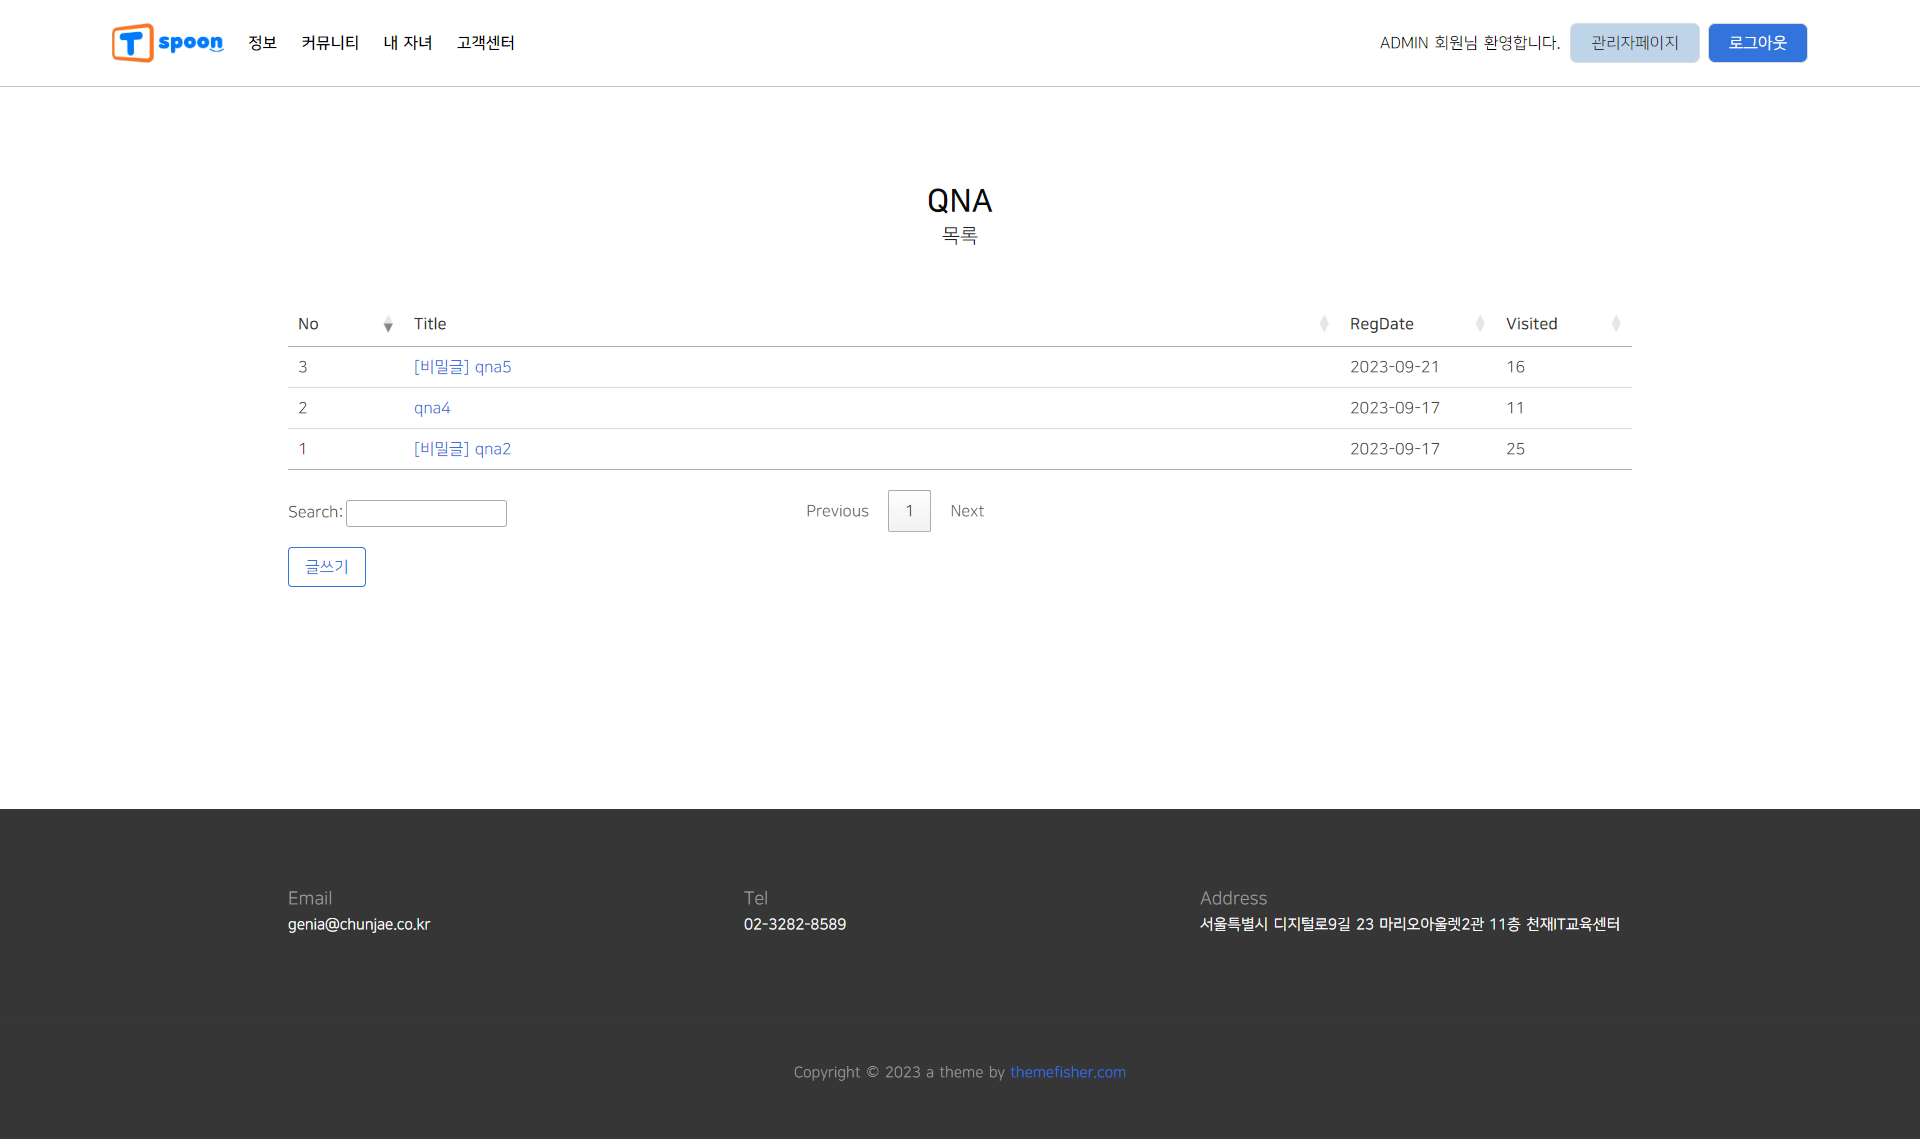 T spoon 정보 커뮤니티 내 자녀 고객센터 ADMIN 회원님 환영합니다. 관리자페이지 로그아웃
QNA
목록
No Title RegDate Visited
3 [비밀글] qna5 2023-09-21 16
2 qna4 2023-09-17 11
1 [비밀글] qna2 2023-09-17 25
Search: Previous 1 Next
글쓰기
Email Tel Address
genia@chunjae.co.kr 02-3282-8589 서울특별시 디지털로9길 23 마리오아울렛2관 11층 천재IT교육센터
Copyright © 2023 a theme by themefisher.com